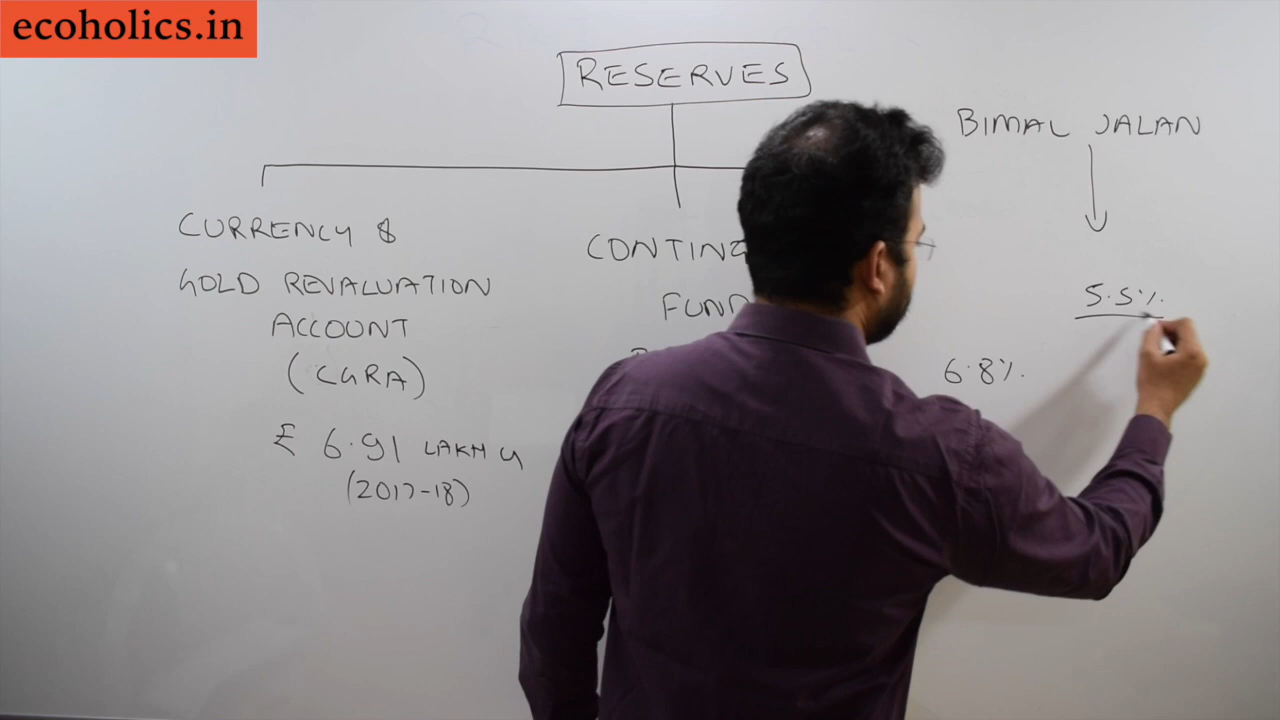 ecoholics.in
RESERVES
BIMAL JALAN
CURRENCY &
GOLD REVALUATION
ACCOUNT
(CGRA)
₹ 6.91 LAKH Cr
(2017-18)
CONTING
FUND
6.8%.
5.5%.